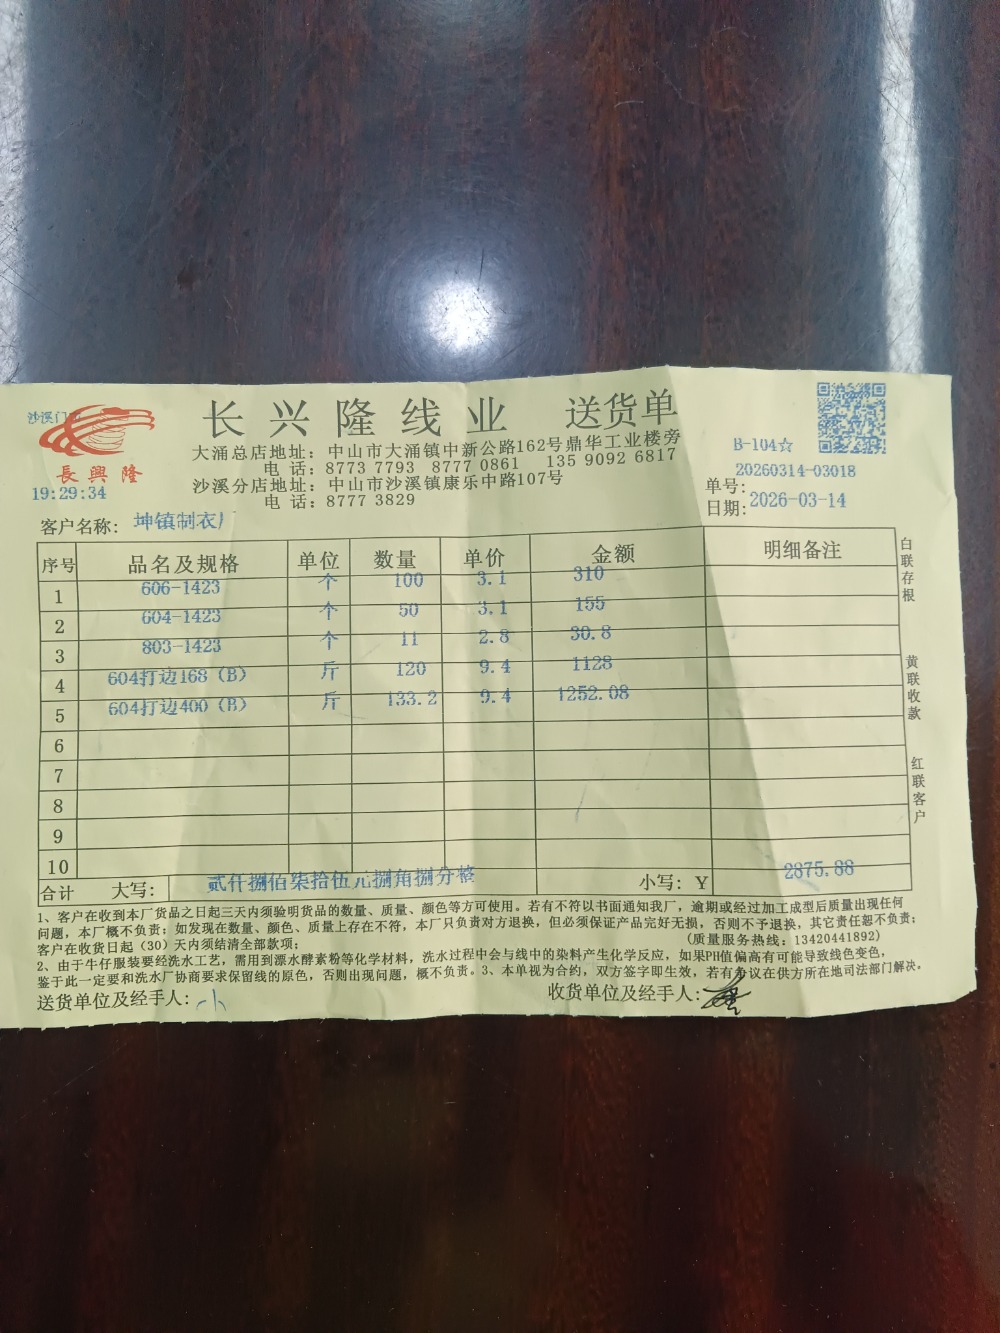 沙溪门
長興隆
19:29:34
长兴隆线业 送货单
大涌总店地址：中山市大涌镇中新公路162号鼎华工业楼旁
电 话：8773 7793 8777 0861 135 9092 6817
沙溪分店地址：中山市沙溪镇康乐中路107号
电 话：8777 3829
B-104☆
单号：20260314-03018
日期：2026-03-14
客户名称：坤镇制衣厂
序号 品名及规格 单位 数量 单价 金额 明细备注
1 606-1423 个 100 3.1 310
2 604-1423 个 50 3.1 155
3 803-1423 个 11 2.8 30.8
4 604打边168（B） 斤 120 9.4 1128
5 604打边400（B） 斤 133.2 9.4 1252.08
6
7
8
9
10
合计 大写：贰仟捌佰柒拾伍元捌角捌分整 小写：Y 2875.88
白联存根
黄联收款
红联客户
1、客户在收到本厂货品之日起三天内须验明货品的数量、质量、颜色等方可使用。若有不符以书面通知我厂，逾期或经过加工成型后质量出现任何
问题，本厂概不负责；如发现在数量、颜色、质量上存在不符，本厂只负责对方退换，但必须保证产品完好无损，否则不予退换，其它责任恕不负责；
客户在收货日起（30）天内须结清全部款项； （质量服务热线：13420441892）
2、由于牛仔服装要经洗水工艺，需用到源水酵素粉等化学材料，洗水过程中会与线中的染料产生化学反应，如果PH值偏高有可能导致线色变色，
鉴于此一定要和洗水厂协商要求保留线的原色，否则出现问题，概不负责。3、本单视为合约，双方签字即生效，若有争议在供方所在地司法部门解决。
送货单位及经手人： 收货单位及经手人：